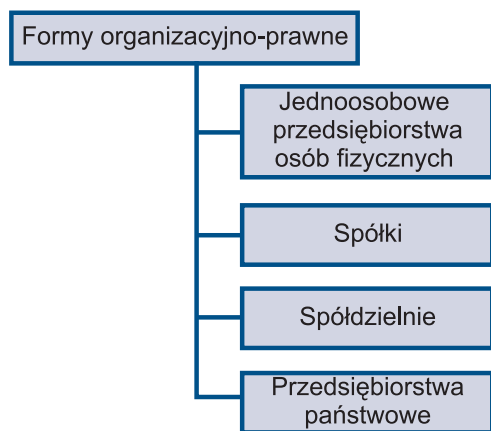 Formy organizacyjno-prawne
Jednoosobowe
przedsiębiorstwa
osób fizycznych
Spółki
Spółdzielnie
Przedsiębiorstwa
państwowe